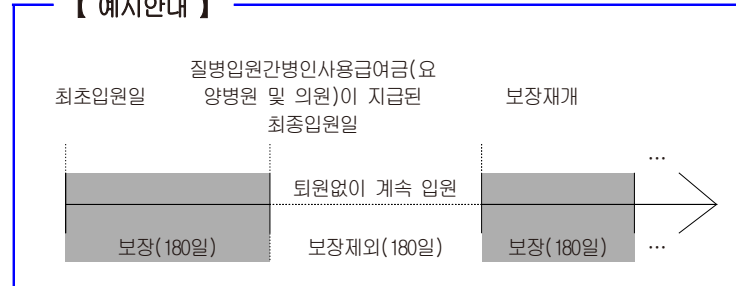 【 예시안내 】
질병입원간병인사용급여금(요
최초입원일 양병원 및 의원)이 지급된 보장재개
최종입원일
…
퇴원없이 계속 입원
보장(180일) 보장제외(180일) 보장(180일) …